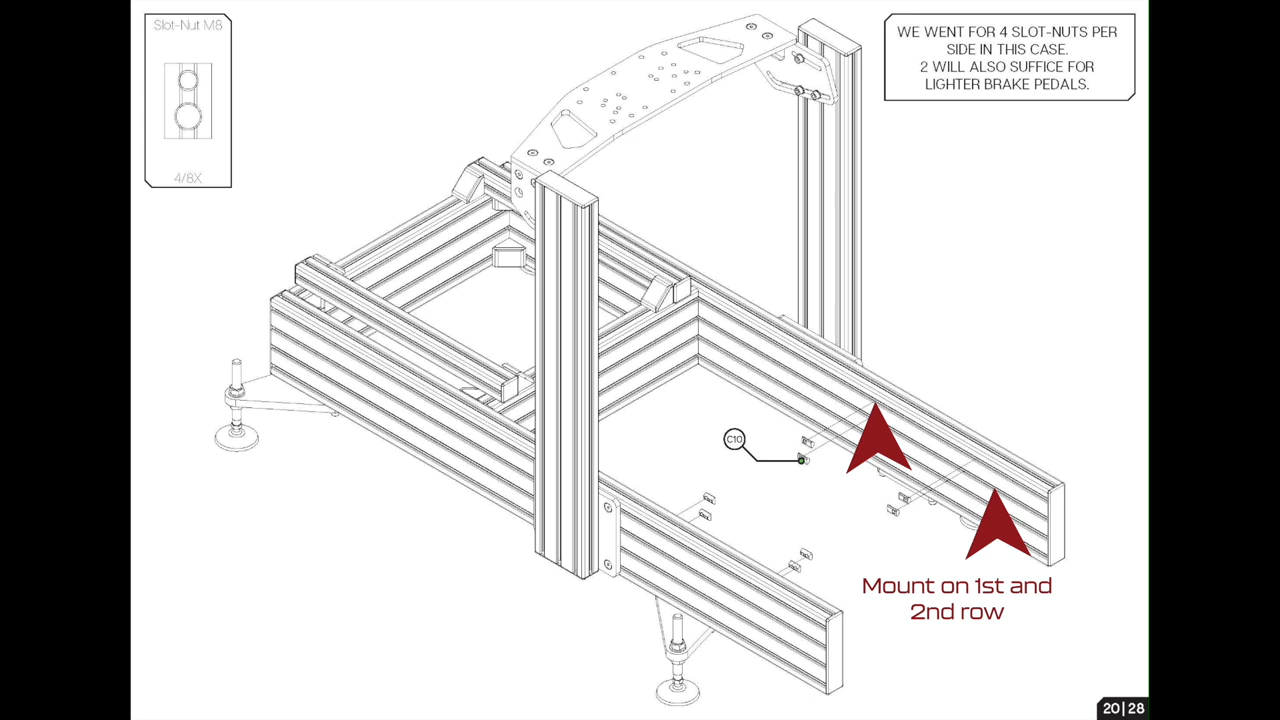 Slot-Nut M8
4/8X
WE WENT FOR 4 SLOT-NUTS PER
SIDE IN THIS CASE.
2 WILL ALSO SUFFICE FOR
LIGHTER BRAKE PEDALS.
C10
Mount on 1st and
2nd row
20|28